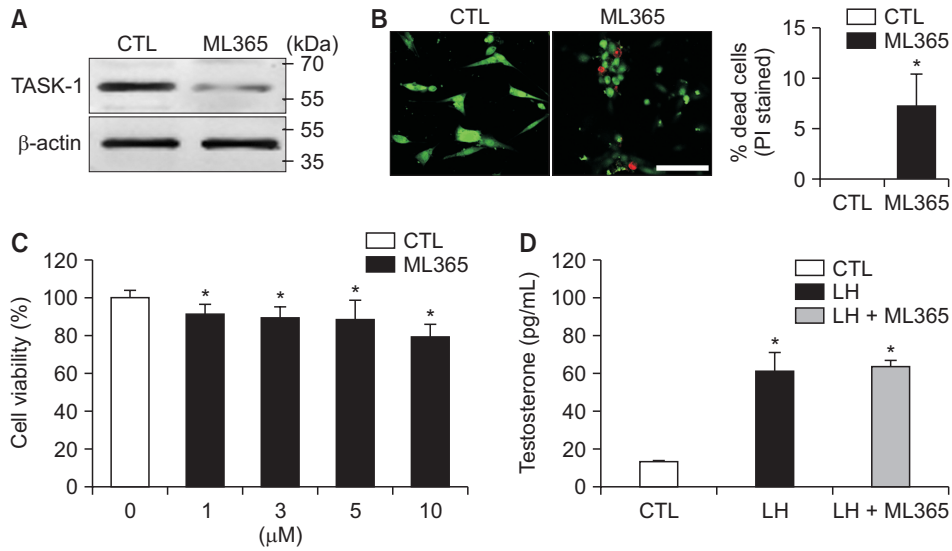 A
CTL ML365 (kDa)
TASK-1
70
55
β-actin
55
35
B
CTL ML365
CTL
ML365
% dead cells
(PI stained)
15
10
5
0
*
CTL ML365
C
CTL
ML365
Cell viability (%)
120
100
80
60
40
20
0
* * * *
0 1 3 5 10
(μM)
D
CTL
LH
LH + ML365
Testosterone (pg/mL)
120
100
80
60
40
20
0
* *
CTL LH LH + ML365